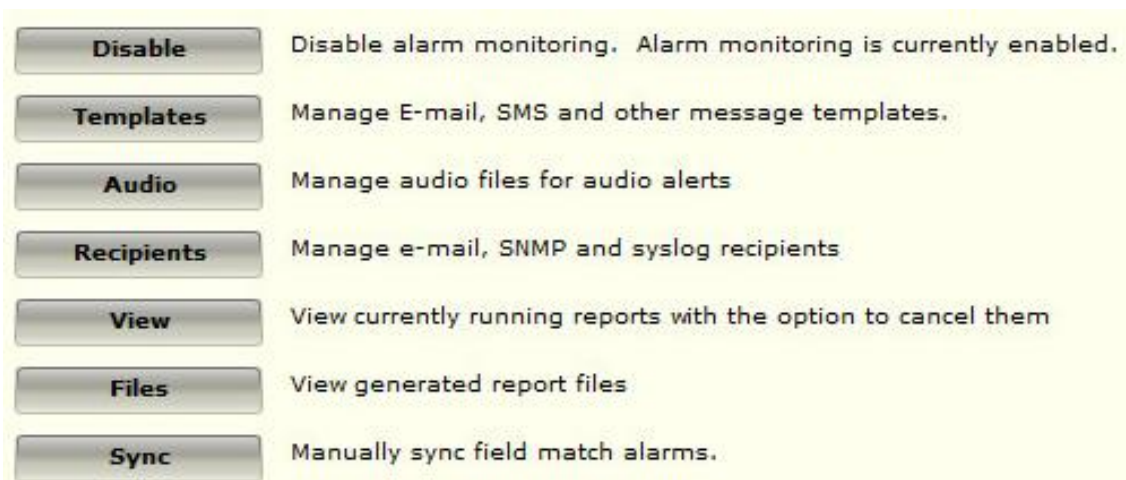 Disable Disable alarm monitoring.  Alarm monitoring is currently enabled.
Templates Manage E-mail, SMS and other message templates.
Audio Manage audio files for audio alerts
Recipients Manage e-mail, SNMP and syslog recipients
View View currently running reports with the option to cancel them
Files View generated report files
Sync Manually sync field match alarms.